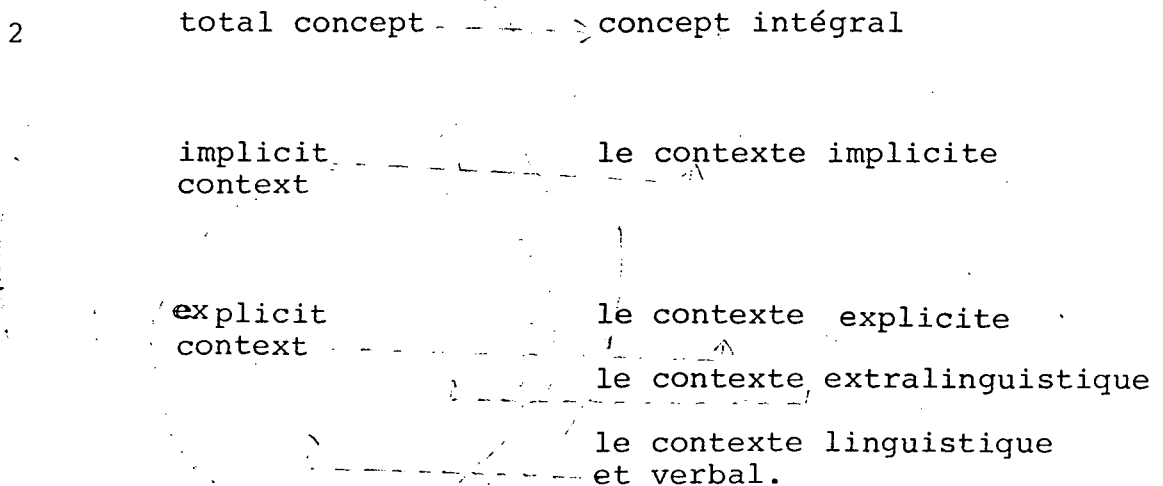 2 total concept concept intégral
implicit le contexte implicite
context
explicit le contexte explicite
context
le contexte extralinguistique
le contexte linguistique
et verbal.